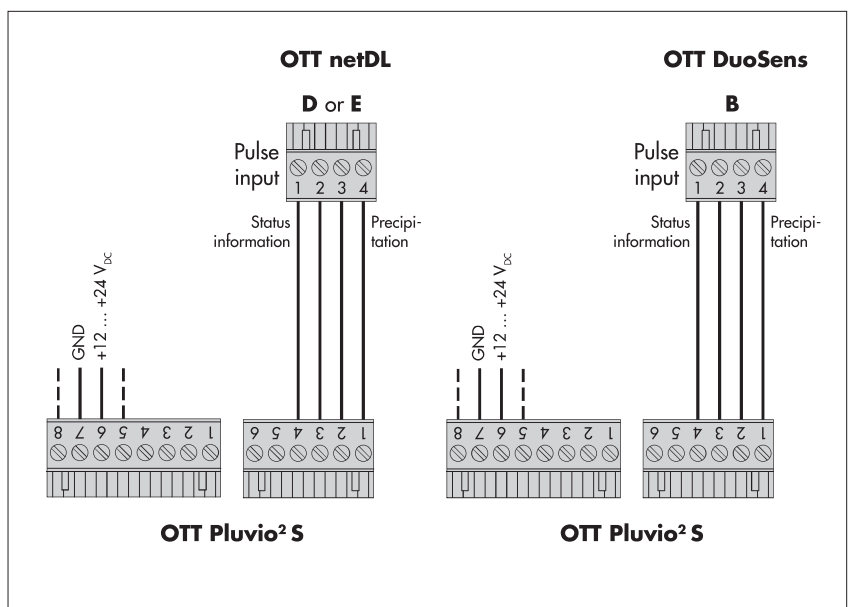 OTT netDL
D or E
Pulse
input
1 2 3 4
Status
information
Precipi-
tation
GND
+12 ... +24 VDC
8 7 6 5 4 3 2 1
6 5 4 3 2 1
OTT Pluvio² S
OTT DuoSens
B
Pulse
input
1 2 3 4
Status
information
Precipi-
tation
GND
+12 ... +24 VDC
8 7 6 5 4 3 2 1
6 5 4 3 2 1
OTT Pluvio² S